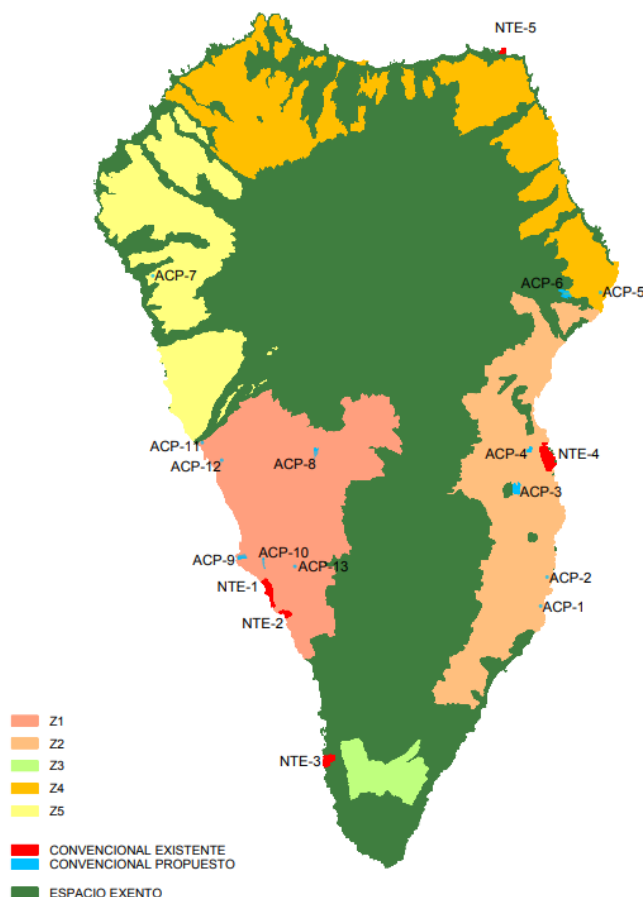 NTE-5
ACP-7
ACP-6
ACP-5
ACP-11
ACP-12
ACP-8
ACP-4
NTE-4
ACP-3
ACP-9
ACP-10
ACP-13
NTE-1
NTE-2
ACP-2
ACP-1
NTE-3
Z1
Z2
Z3
Z4
Z5
CONVENCIONAL EXISTENTE
CONVENCIONAL PROPUESTO
ESPACIO EXENTO